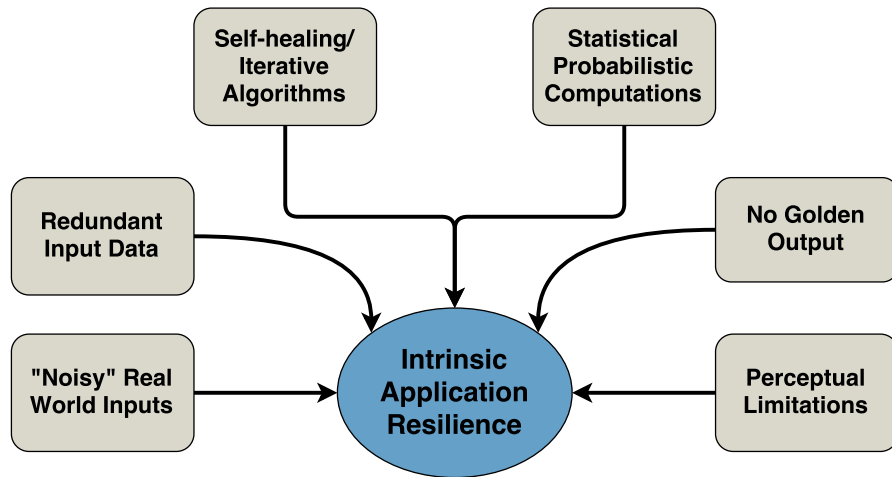 Self-healing/
Iterative
Algorithms
Statistical
Probabilistic
Computations
Redundant
Input Data
No Golden
Output
"Noisy" Real
World Inputs
Intrinsic
Application
Resilience
Perceptual
Limitations